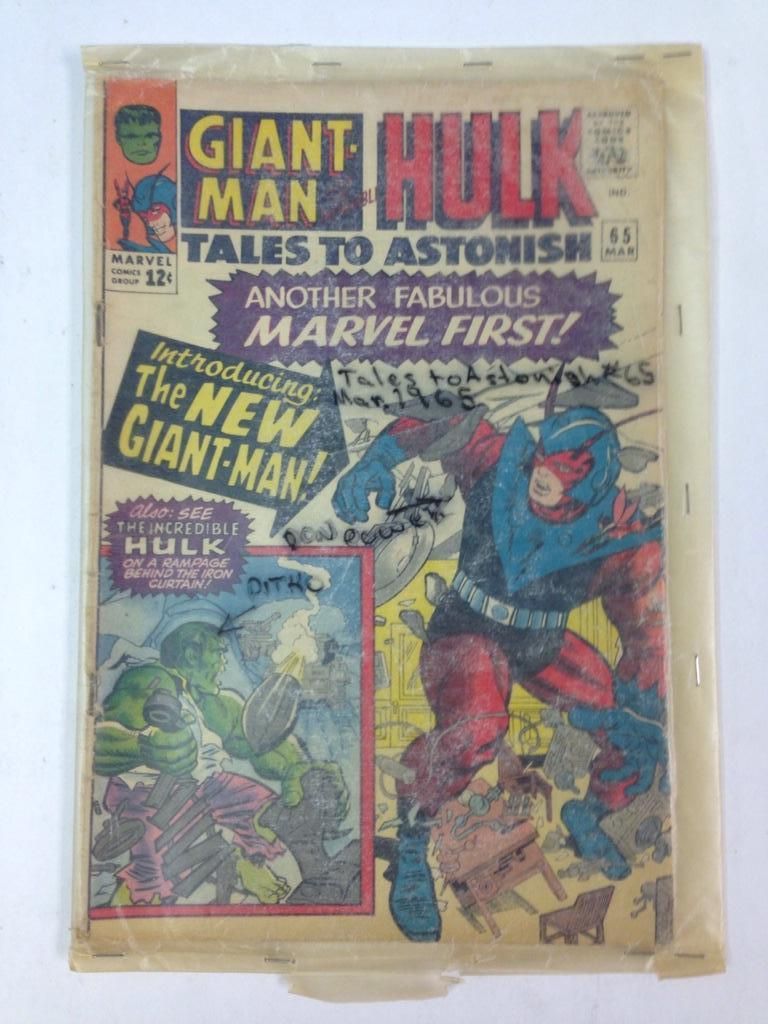 GIANT-MAN
HULK
APPROVED
BY THE
COMICS
CODE
AUTHORITY
IND.
TALES TO ASTONISH
65
MAR
MARVEL
COMICS
GROUP 12¢
ANOTHER FABULOUS
MARVEL FIRST!
Tales to Astonish #65
Mar, 1965
Introducing:
The NEW
GIANT-MAN!
Also: SEE
THE INCREDIBLE
HULK
ON A RAMPAGE
BEHIND THE IRON
CURTAIN!
DON
DITKO